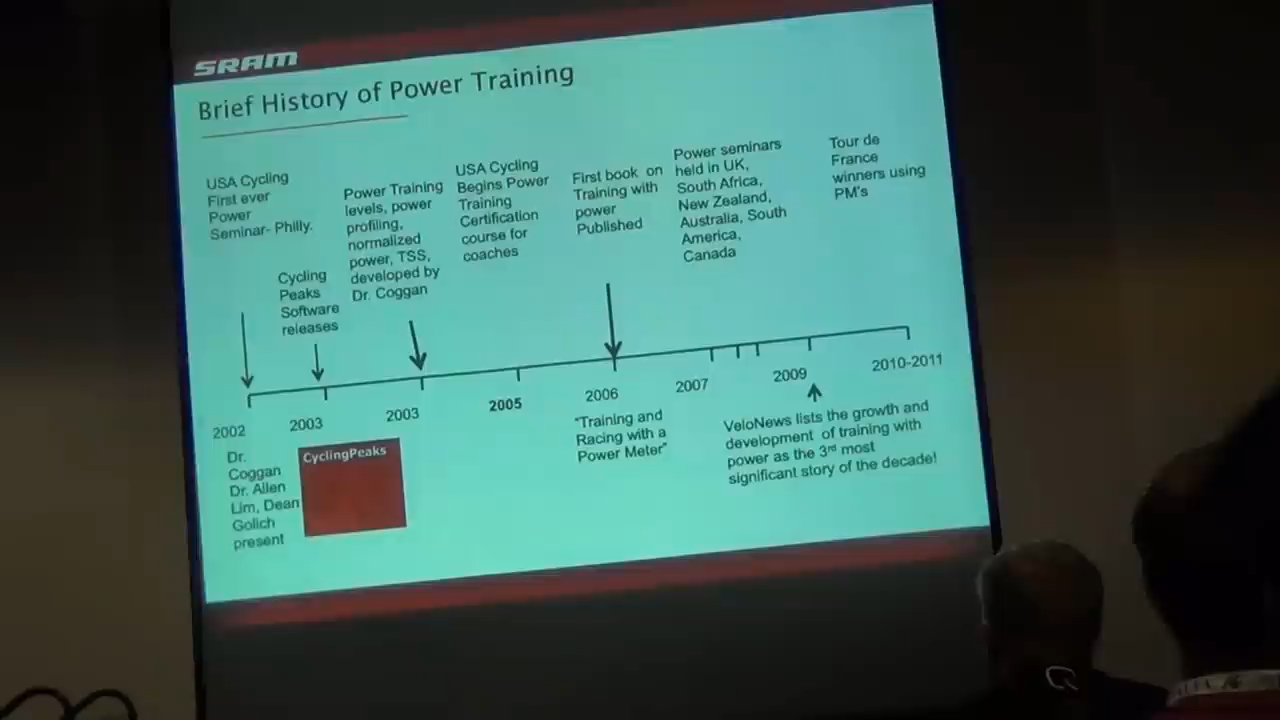 SRAM
Brief History of Power Training
USA Cycling
First ever
Power
Seminar- Philly.
Cycling
Peaks
Software
releases
Power Training
levels, power
profiling,
normalized
power, TSS,
developed by
Dr. Coggan
USA Cycling
Begins Power
Training
Certification
course for
coaches
First book on
Training with
power
Published
Power seminars
held in UK,
South Africa,
New Zealand,
Australia, South
America,
Canada
Tour de
France
winners using
PM's
2002
2003
2003
2005
2006
2007
2009
2010-2011
Dr.
Coggan
Dr. Allen
Lim, Dean
Golich
present
CyclingPeaks
"Training and
Racing with a
Power Meter"
VeloNews lists the growth and
development of training with
power as the 3rd most
significant story of the decade!